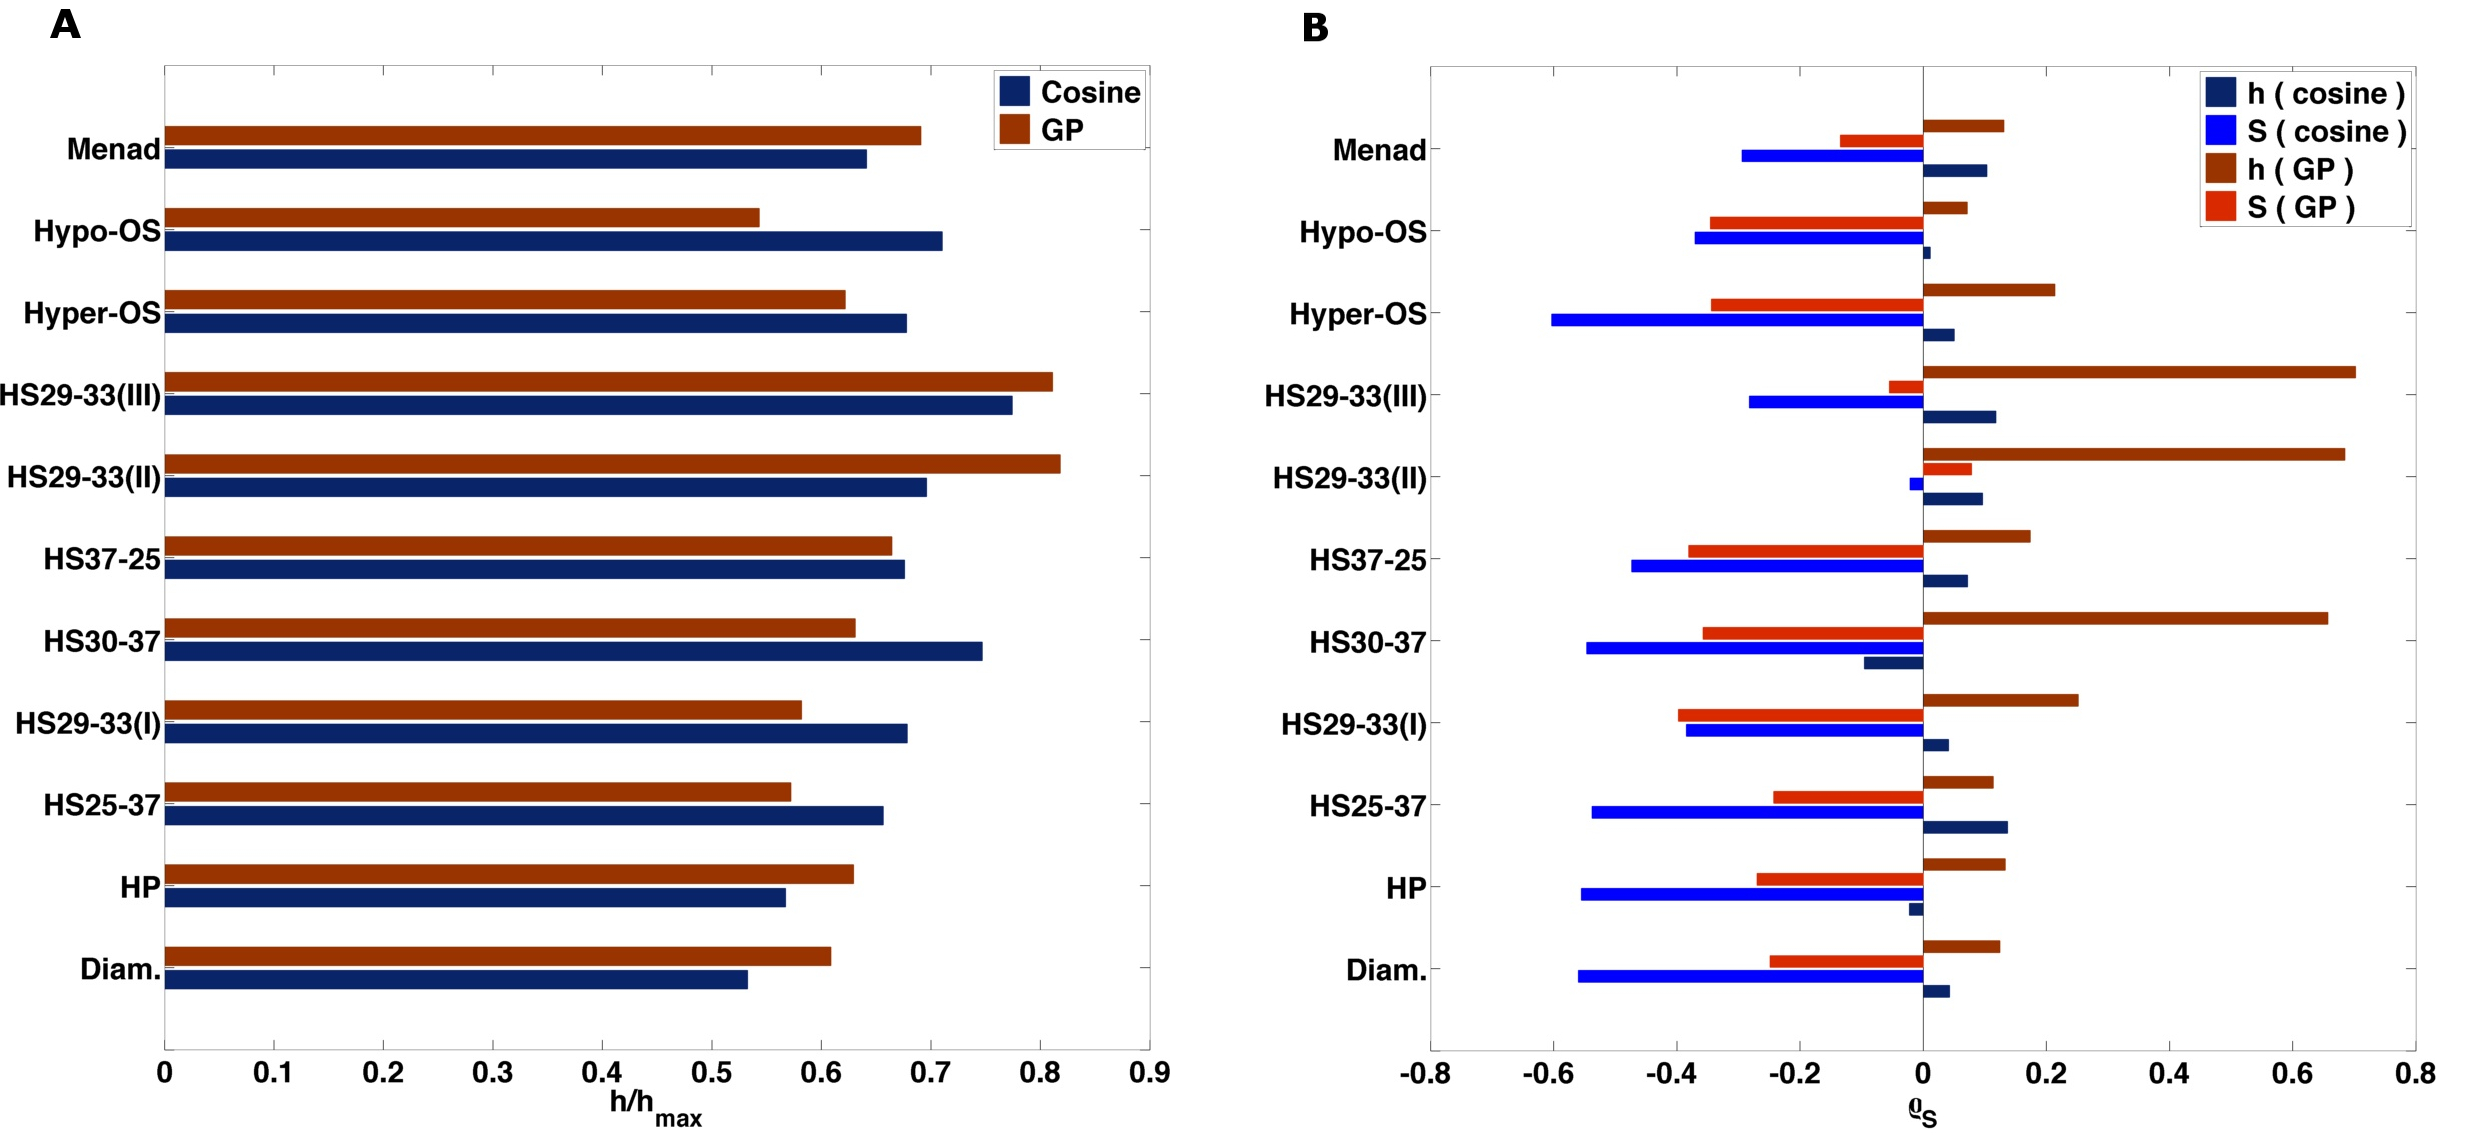 A
Cosine
GP
Menad
Hypo-OS
Hyper-OS
HS29-33(III)
HS29-33(II)
HS37-25
HS30-37
HS29-33(I)
HS25-37
HP
Diam.
0 0.1 0.2 0.3 0.4 0.5 0.6 0.7 0.8 0.9
h/hmax
B
h ( cosine )
S ( cosine )
h ( GP )
S ( GP )
Menad
Hypo-OS
Hyper-OS
HS29-33(III)
HS29-33(II)
HS37-25
HS30-37
HS29-33(I)
HS25-37
HP
Diam.
-0.8 -0.6 -0.4 -0.2 0 0.2 0.4 0.6 0.8
ϱS